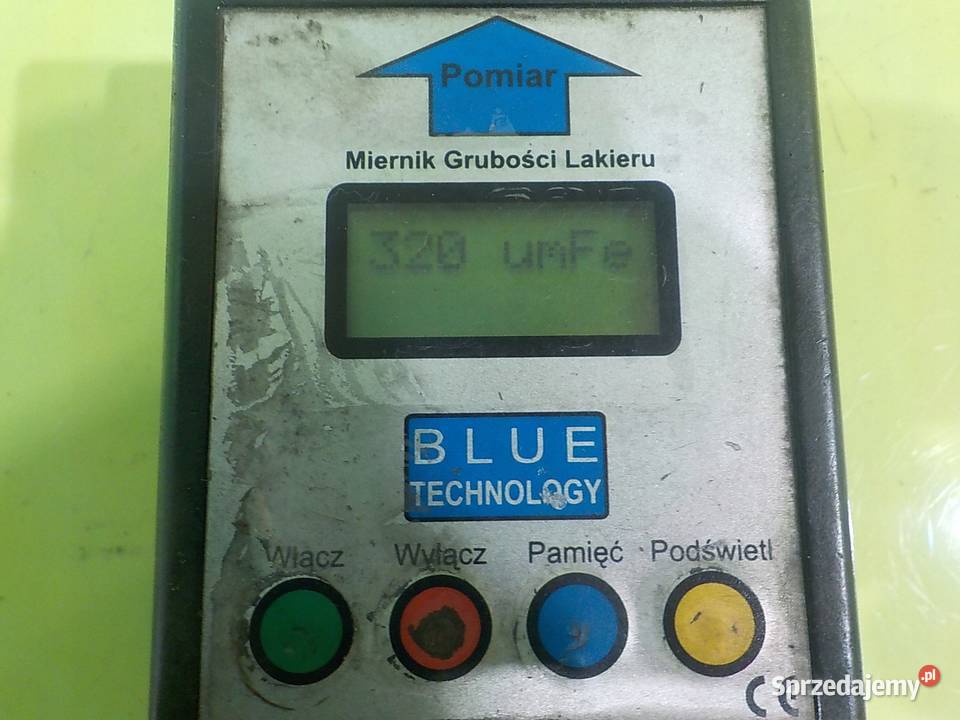 Pomiar
Miernik Grubości Lakieru
320 umFe
BLUE
TECHNOLOGY
Włącz Wyłącz Pamięć Podświetl
CE
Sprzedajemy.pl